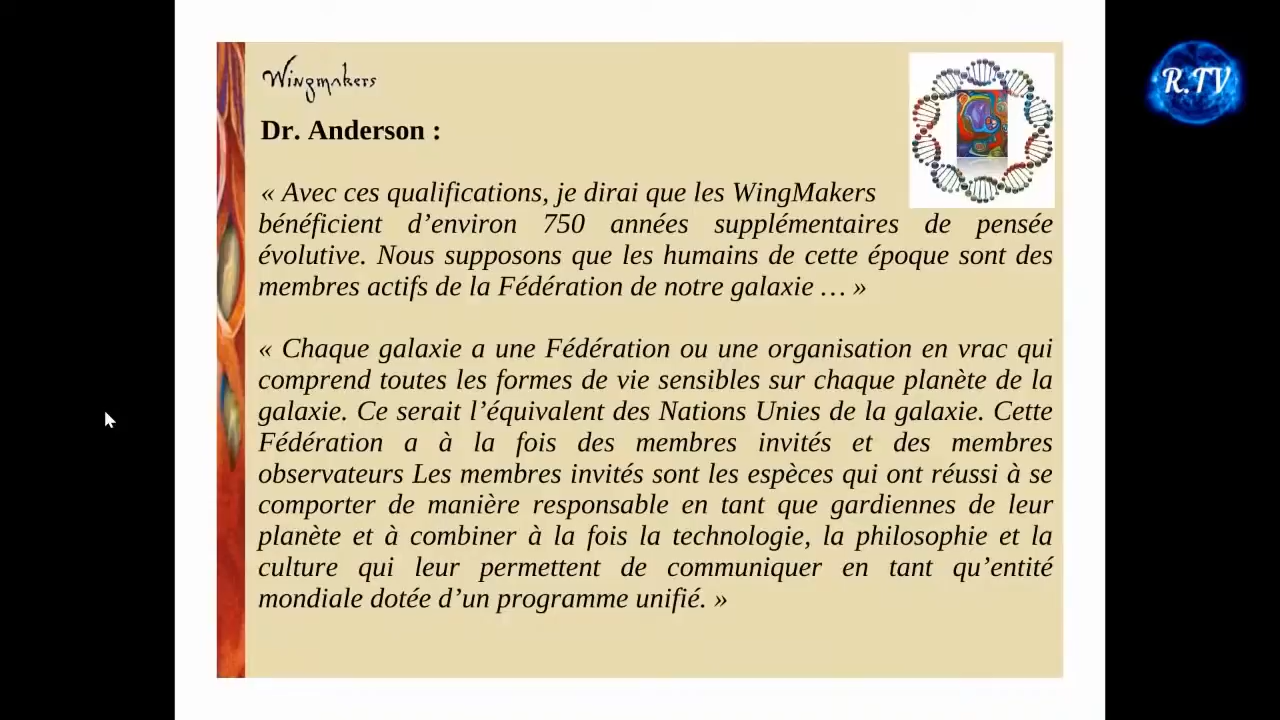 Wingmakers
R.TV
Dr. Anderson :
« Avec ces qualifications, je dirai que les WingMakers
bénéficient d’environ 750 années supplémentaires de pensée
évolutive. Nous supposons que les humains de cette époque sont des
membres actifs de la Fédération de notre galaxie … »
« Chaque galaxie a une Fédération ou une organisation en vrac qui
comprend toutes les formes de vie sensibles sur chaque planète de la
galaxie. Ce serait l’équivalent des Nations Unies de la galaxie. Cette
Fédération a à la fois des membres invités et des membres
observateurs Les membres invités sont les espèces qui ont réussi à se
comporter de manière responsable en tant que gardiennes de leur
planète et à combiner à la fois la technologie, la philosophie et la
culture qui leur permettent de communiquer en tant qu’entité
mondiale dotée d’un programme unifié. »